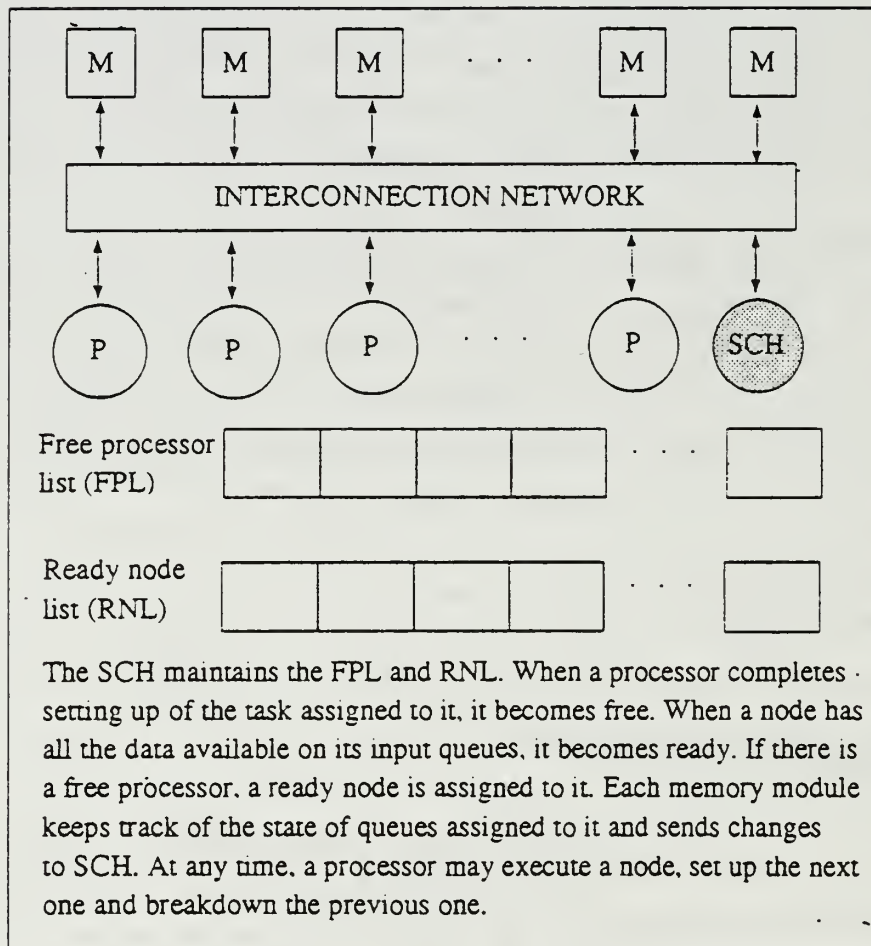 M M M . . . M M
INTERCONNECTION NETWORK
P P P . . . P SCH
Free processor
list (FPL)
. . .
Ready node
list (RNL)
. . .
The SCH maintains the FPL and RNL. When a processor completes
setting up of the task assigned to it, it becomes free. When a node has
all the data available on its input queues, it becomes ready. If there is
a free processor, a ready node is assigned to it. Each memory module
keeps track of the state of queues assigned to it and sends changes
to SCH. At any time, a processor may execute a node, set up the next
one and breakdown the previous one.